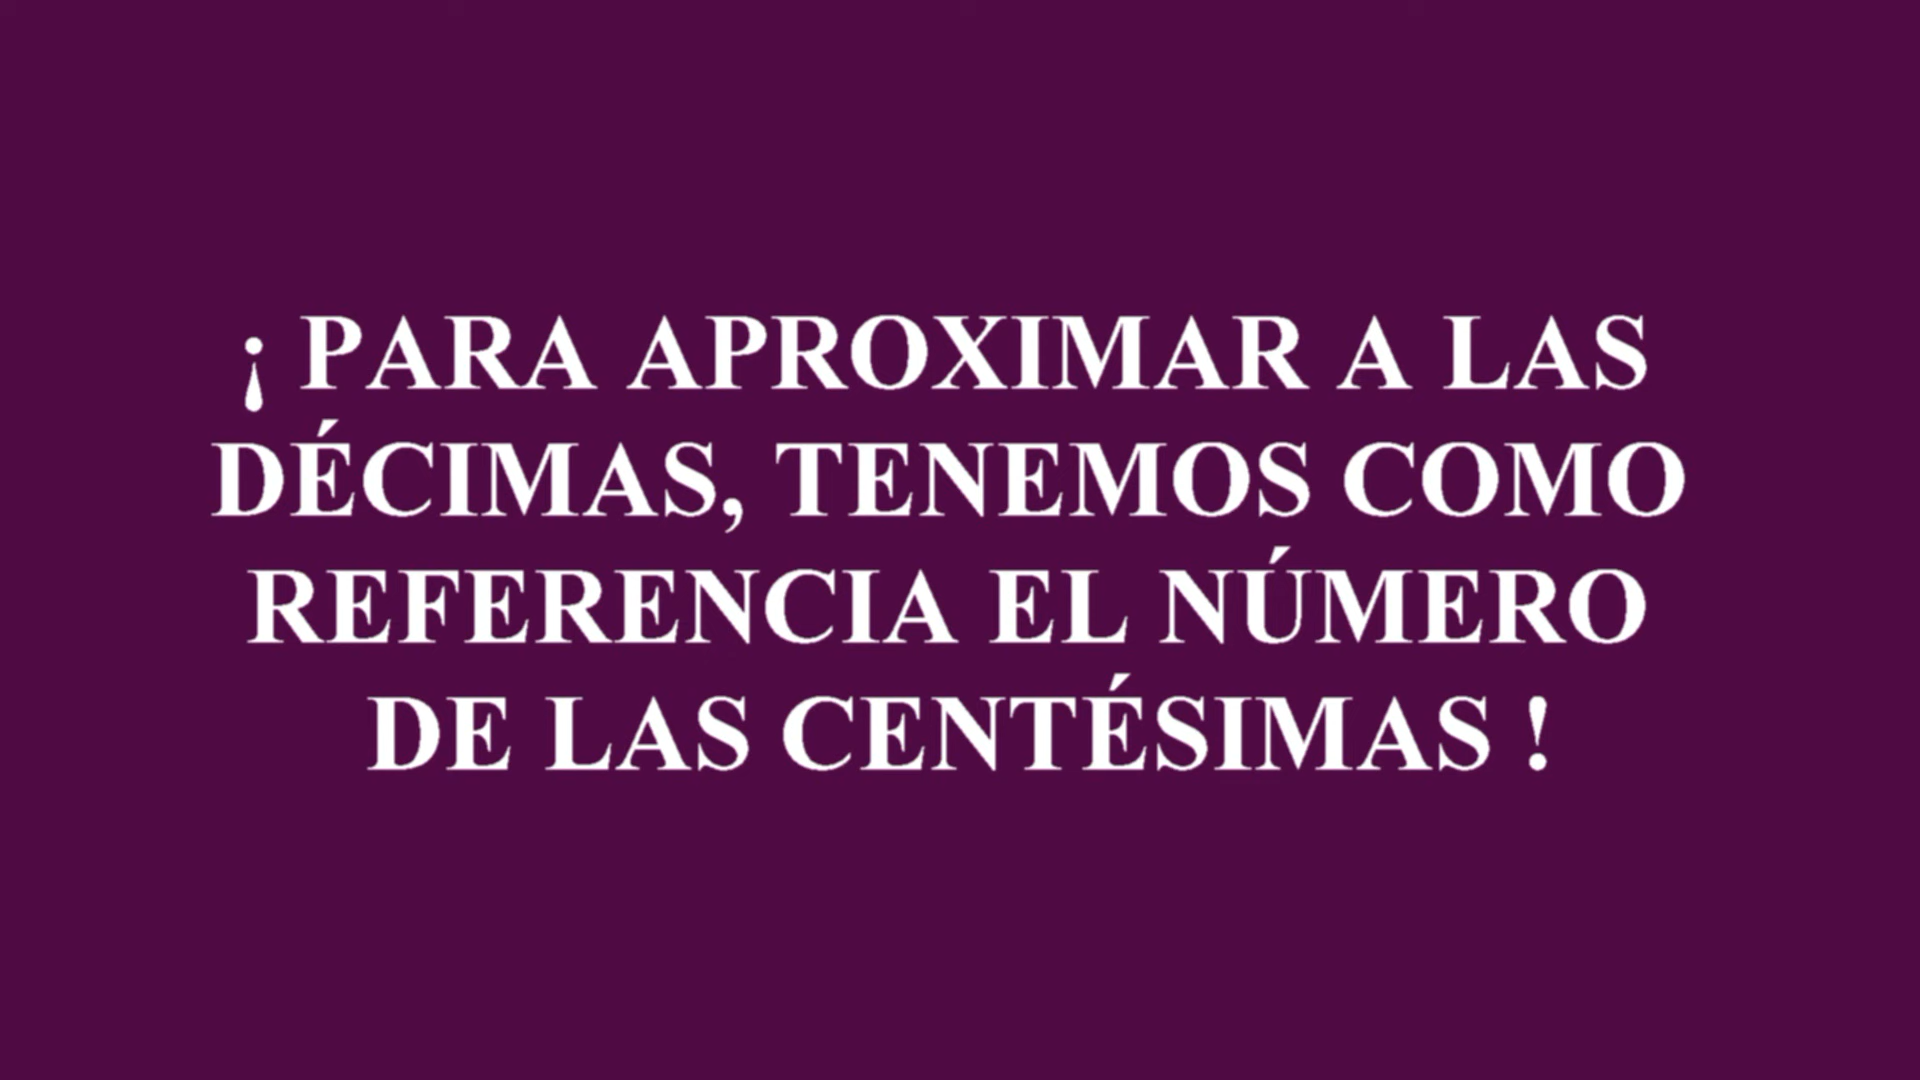 ¡ PARA APROXIMAR A LAS
DÉCIMAS, TENEMOS COMO
REFERENCIA EL NÚMERO
DE LAS CENTÉSIMAS !